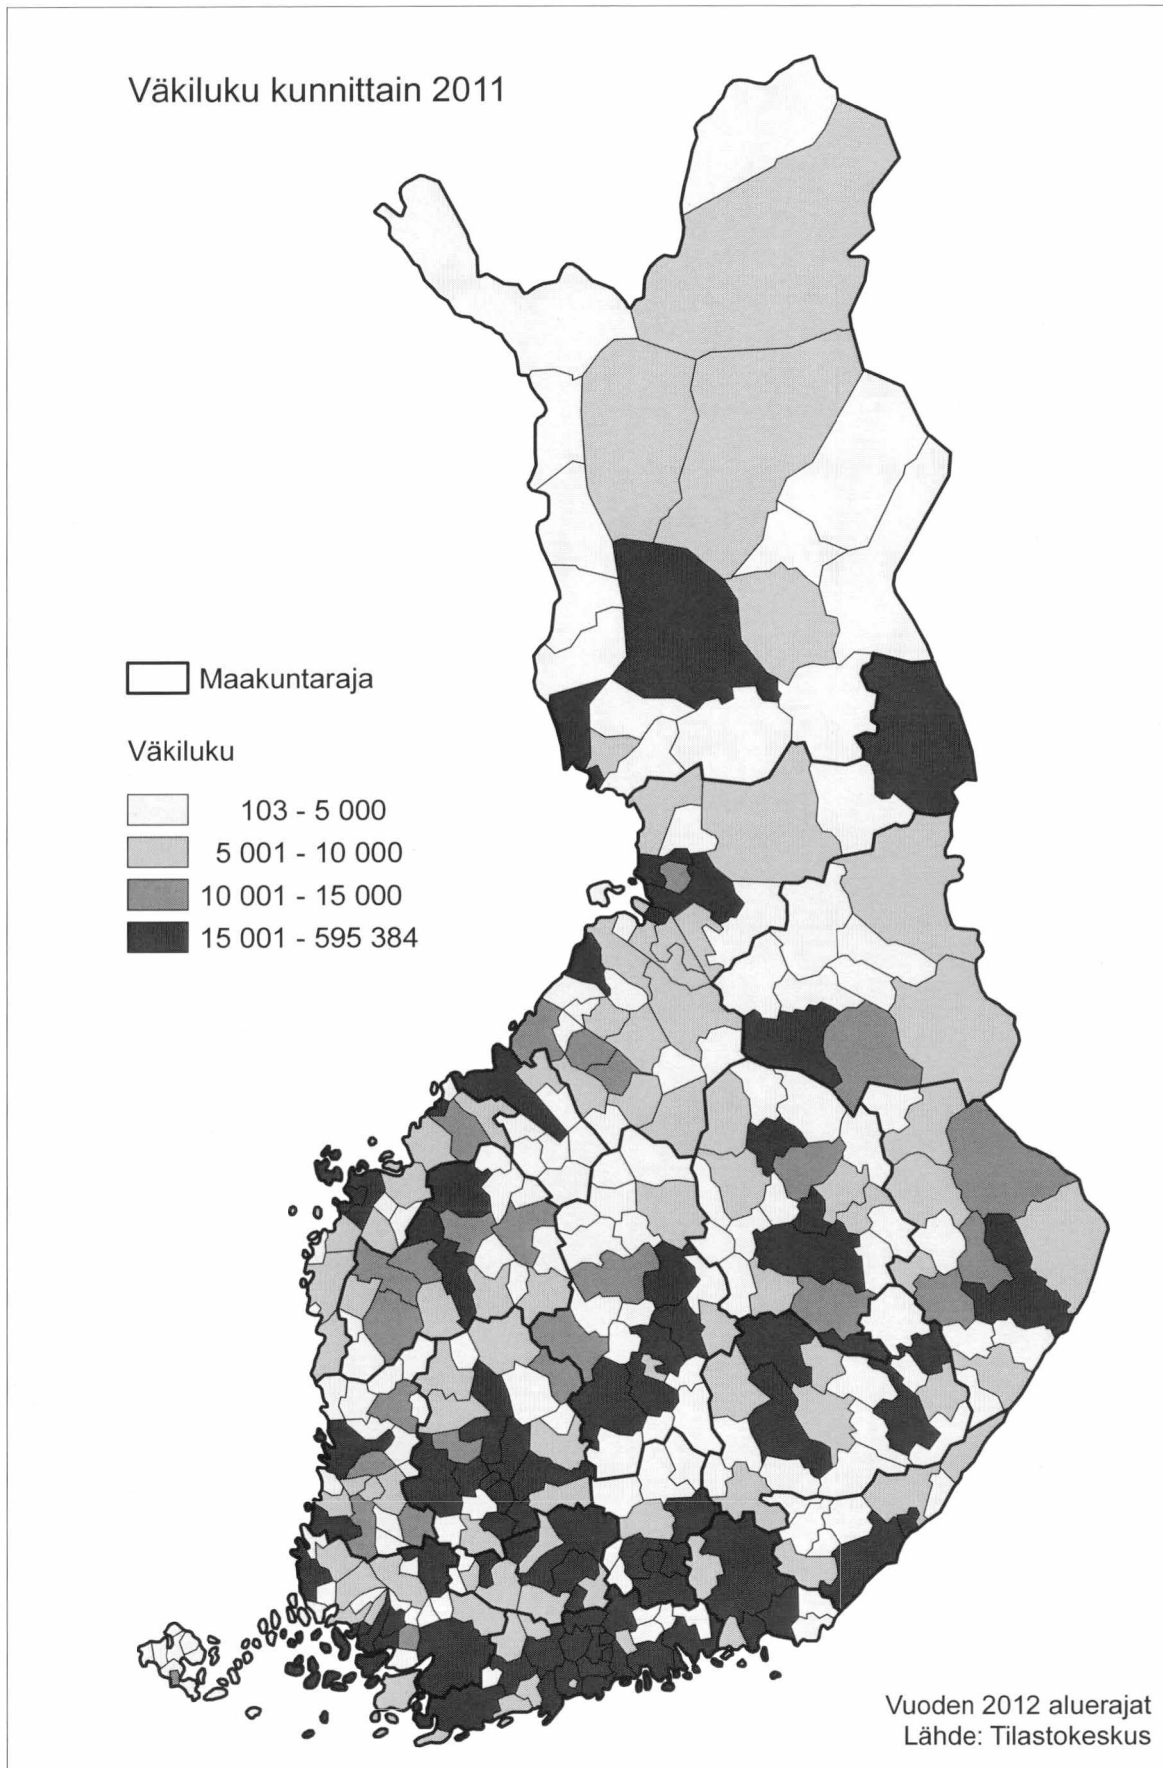 Väkiluku kunnittain 2011
Maakuntaraja
Väkiluku
103 - 5 000
5 001 - 10 000
10 001 - 15 000
15 001 - 595 384
Vuoden 2012 aluerajat
Lähde: Tilastokeskus